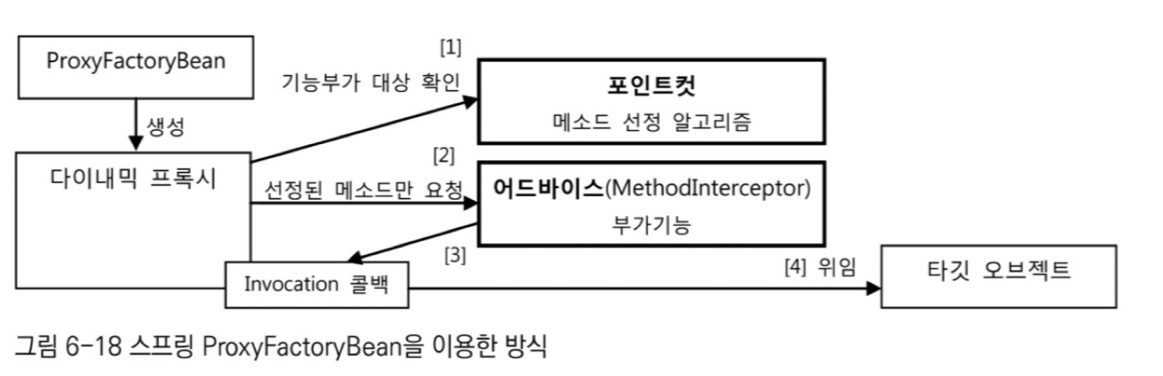 ProxyFactoryBean
생성
다이내믹 프록시
[1]
기능부가 대상 확인
포인트컷
메소드 선정 알고리즘
[2]
선정된 메소드만 요청
어드바이스(MethodInterceptor)
부가기능
[3]
Invocation 콜백
[4] 위임
타깃 오브젝트
그림 6-18 스프링 ProxyFactoryBean을 이용한 방식